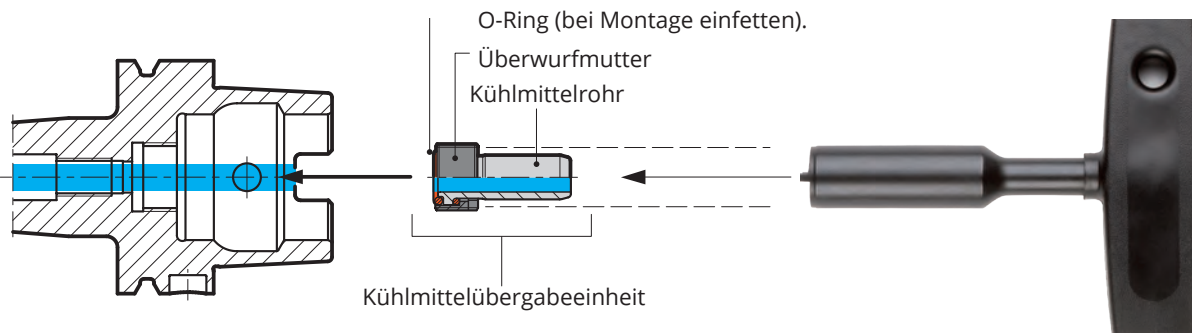 O-Ring (bei Montage einfetten).
Überwurfmutter
Kühlmittelrohr
Kühlmittelübergabeeinheit